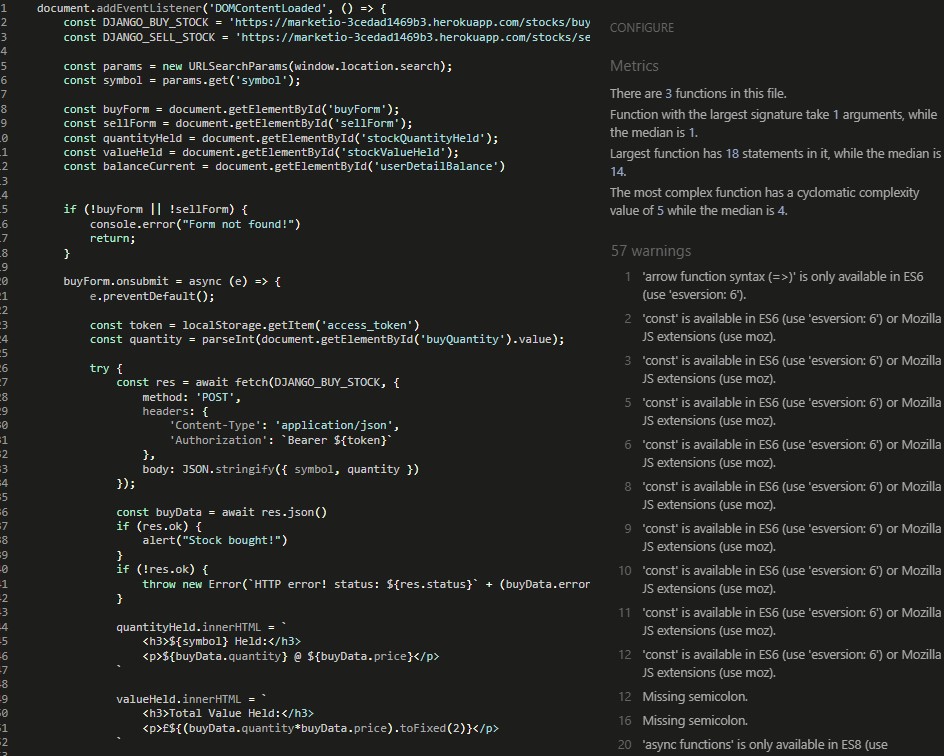 1 document.addEventListener('DOMContentLoaded', () => {
2 const DJANGO_BUY_STOCK = 'https://marketio-3cedad1469b3.herokuapp.com/stocks/buy
3 const DJANGO_SELL_STOCK = 'https://marketio-3cedad1469b3.herokuapp.com/stocks/se
4
5 const params = new URLSearchParams(window.location.search);
6 const symbol = params.get('symbol');
7
8 const buyForm = document.getElementById('buyForm');
9 const sellForm = document.getElementById('sellForm');
0 const quantityHeld = document.getElementById('stockQuantityHeld');
1 const valueHeld = document.getElementById('stockValueHeld');
2 const balanceCurrent = document.getElementById('userDetailBalance')
3
4
5 if (!buyForm || !sellForm) {
6 console.error("Form not found!")
7 return;
8 }
9
20 buyForm.onsubmit = async (e) => {
21 e.preventDefault();
22
23 const token = localStorage.getItem('access_token')
24 const quantity = parseInt(document.getElementById('buyQuantity').value);
25
26 try {
27 const res = await fetch(DJANGO_BUY_STOCK, {
28 method: 'POST',
29 headers: {
30 'Content-Type': 'application/json',
31 'Authorization': `Bearer ${token}`
32 },
33 body: JSON.stringify({ symbol, quantity })
34 });
35
36 const buyData = await res.json()
37 if (res.ok) {
38 alert("Stock bought!")
39 }
40 if (!res.ok) {
41 throw new Error(`HTTP error! status: ${res.status}` + (buyData.error
42 }
43
44 quantityHeld.innerHTML = `
45 <h3>${symbol} Held:</h3>
46 <p>${buyData.quantity} @ ${buyData.price}</p>
47 `
48
49 valueHeld.innerHTML = `
50 <h3>Total Value Held:</h3>
51 <p>£${(buyData.quantity*buyData.price).toFixed(2)}</p>
52 `
CONFIGURE
Metrics
There are 3 functions in this file.
Function with the largest signature take 1 arguments, while
the median is 1.
Largest function has 18 statements in it, while the median is
14.
The most complex function has a cyclomatic complexity
value of 5 while the median is 4.
57 warnings
1 'arrow function syntax (=>)' is only available in ES6
(use 'esversion: 6').
2 'const' is available in ES6 (use 'esversion: 6') or Mozilla
JS extensions (use moz).
3 'const' is available in ES6 (use 'esversion: 6') or Mozilla
JS extensions (use moz).
5 'const' is available in ES6 (use 'esversion: 6') or Mozilla
JS extensions (use moz).
6 'const' is available in ES6 (use 'esversion: 6') or Mozilla
JS extensions (use moz).
8 'const' is available in ES6 (use 'esversion: 6') or Mozilla
JS extensions (use moz).
9 'const' is available in ES6 (use 'esversion: 6') or Mozilla
JS extensions (use moz).
10 'const' is available in ES6 (use 'esversion: 6') or Mozilla
JS extensions (use moz).
11 'const' is available in ES6 (use 'esversion: 6') or Mozilla
JS extensions (use moz).
12 'const' is available in ES6 (use 'esversion: 6') or Mozilla
JS extensions (use moz).
12 Missing semicolon.
16 Missing semicolon.
20 'async functions' is only available in ES8 (use